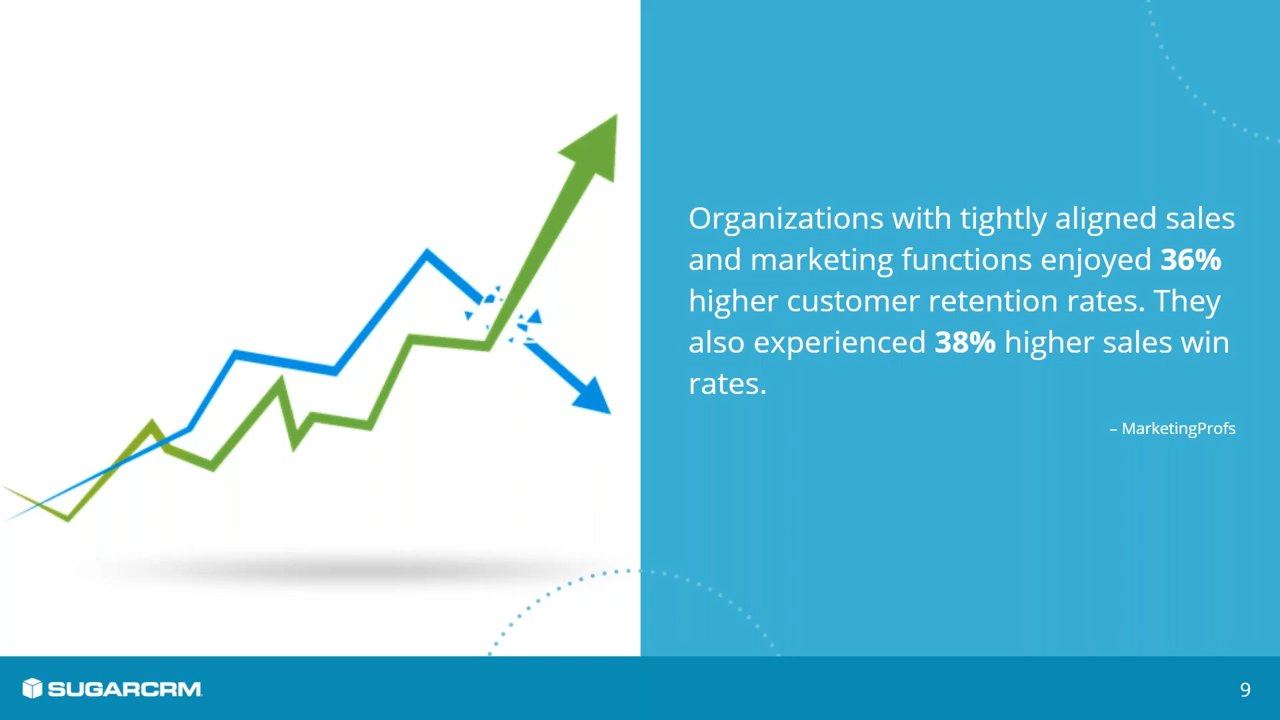 Organizations with tightly aligned sales
and marketing functions enjoyed 36%
higher customer retention rates. They
also experienced 38% higher sales win
rates.
– MarketingProfs
SUGARCRM
9